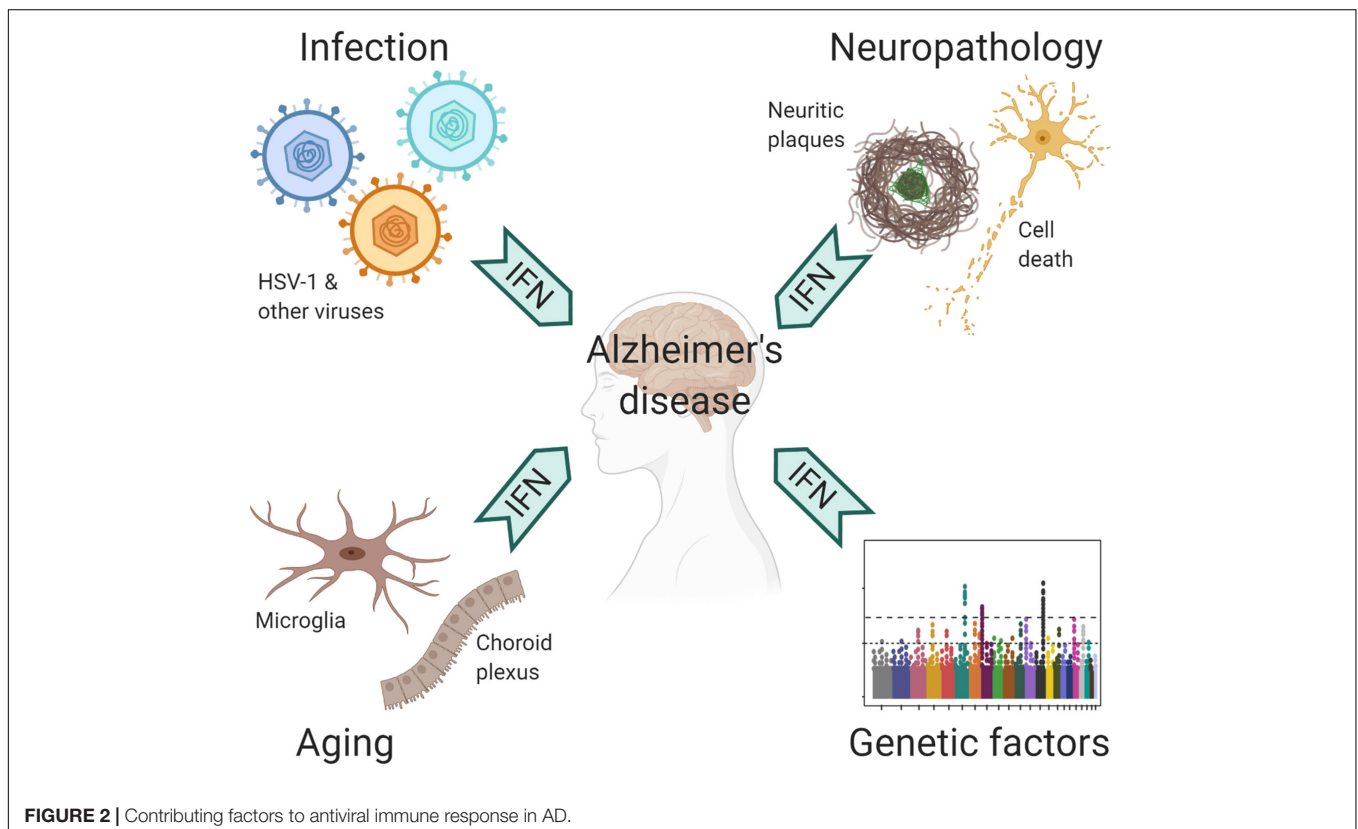 Infection
Neuropathology
Neuritic
plaques
Cell
death
HSV-1 &
other viruses
IFN
IFN
Alzheimer's
disease
IFN
IFN
Microglia
Choroid
plexus
Aging
Genetic factors
FIGURE 2 | Contributing factors to antiviral immune response in AD.